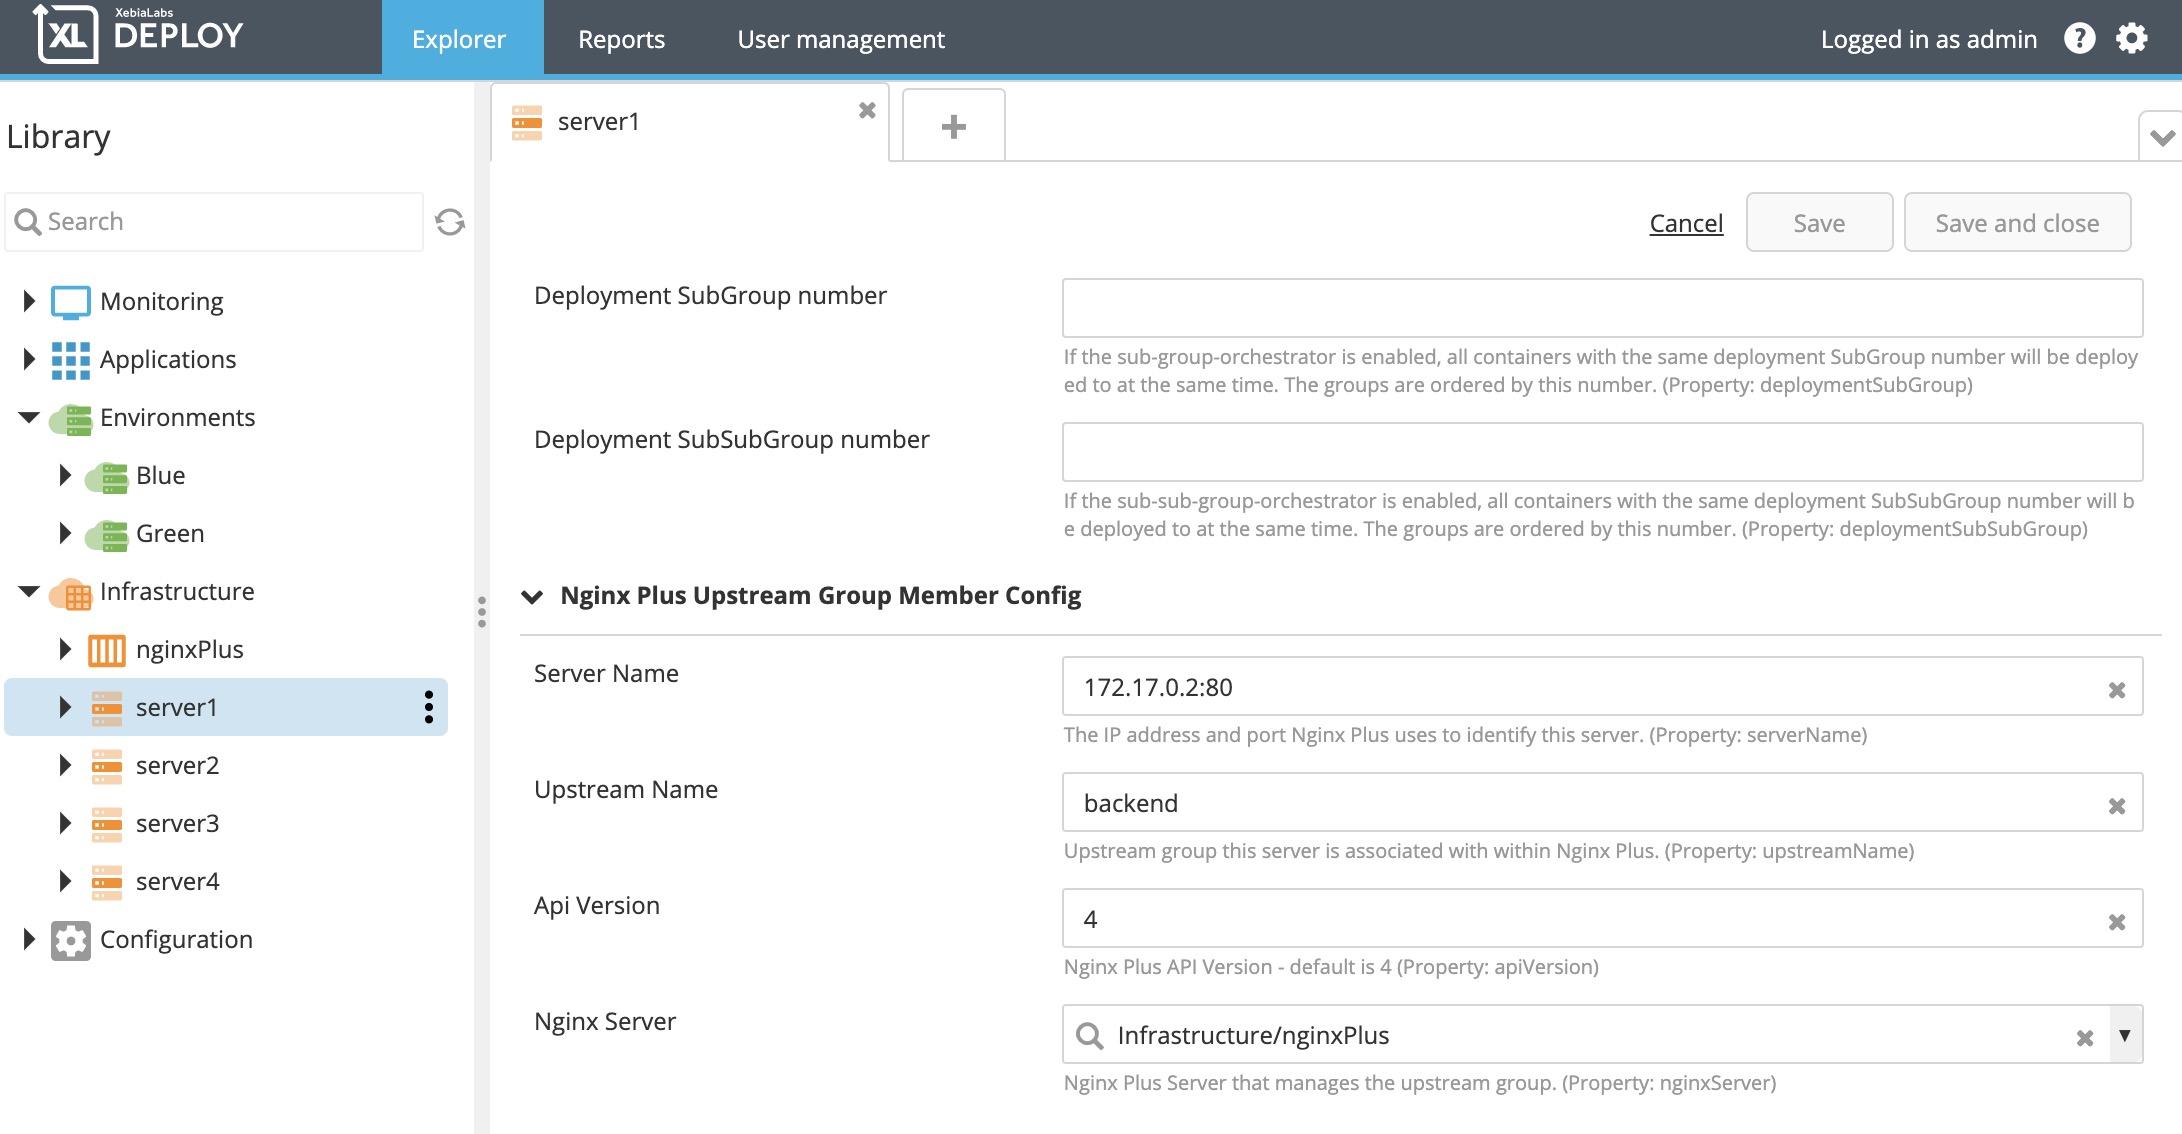 XebiaLabs
XL DEPLOY
Explorer
Reports
User management
Logged in as admin
?
Library
Search
Monitoring
Applications
Environments
Blue
Green
Infrastructure
nginxPlus
server1
server2
server3
server4
Configuration
server1
Cancel
Save
Save and close
Deployment SubGroup number
If the sub-group-orchestrator is enabled, all containers with the same deployment SubGroup number will be deploy
ed to at the same time. The groups are ordered by this number. (Property: deploymentSubGroup)
Deployment SubSubGroup number
If the sub-sub-group-orchestrator is enabled, all containers with the same deployment SubSubGroup number will b
e deployed to at the same time. The groups are ordered by this number. (Property: deploymentSubSubGroup)
Nginx Plus Upstream Group Member Config
Server Name
172.17.0.2:80
The IP address and port Nginx Plus uses to identify this server. (Property: serverName)
Upstream Name
backend
Upstream group this server is associated with within Nginx Plus. (Property: upstreamName)
Api Version
4
Nginx Plus API Version - default is 4 (Property: apiVersion)
Nginx Server
Infrastructure/nginxPlus
Nginx Plus Server that manages the upstream group. (Property: nginxServer)